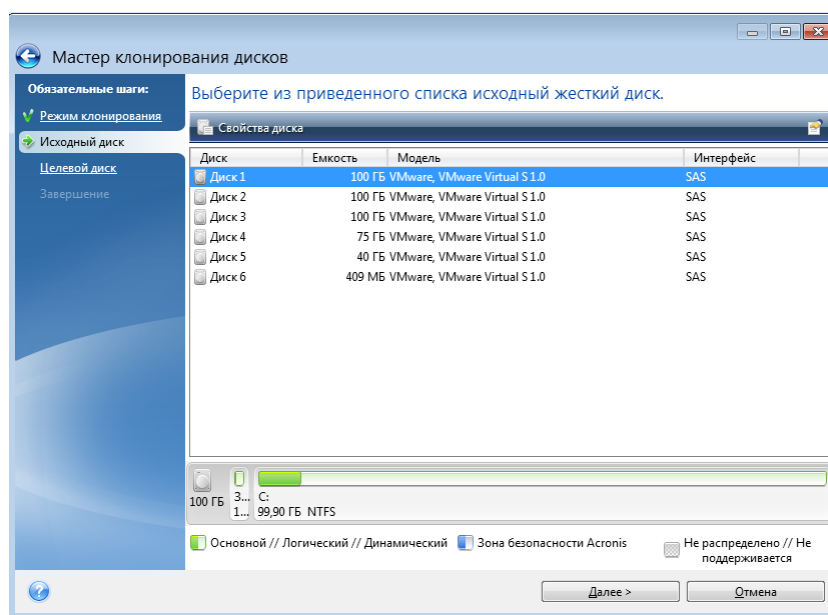 Мастер клонирования дисков
Обязательные шаги:
Режим клонирования
Исходный диск
Целевой диск
Завершение
Выберите из приведенного списка исходный жесткий диск.
Свойства диска
Диск Емкость Модель Интерфейс
Диск 1 100 ГБ VMware, VMware Virtual S 1.0 SAS
Диск 2 100 ГБ VMware, VMware Virtual S 1.0 SAS
Диск 3 100 ГБ VMware, VMware Virtual S 1.0 SAS
Диск 4 75 ГБ VMware, VMware Virtual S 1.0 SAS
Диск 5 40 ГБ VMware, VMware Virtual S 1.0 SAS
Диск 6 409 МБ VMware, VMware Virtual S 1.0 SAS
100 ГБ
З...
1...
C:
99,90 ГБ NTFS
Основной // Логический // Динамический
Зона безопасности Acronis
Не распределено // Не
поддерживается
Далее >
Отмена